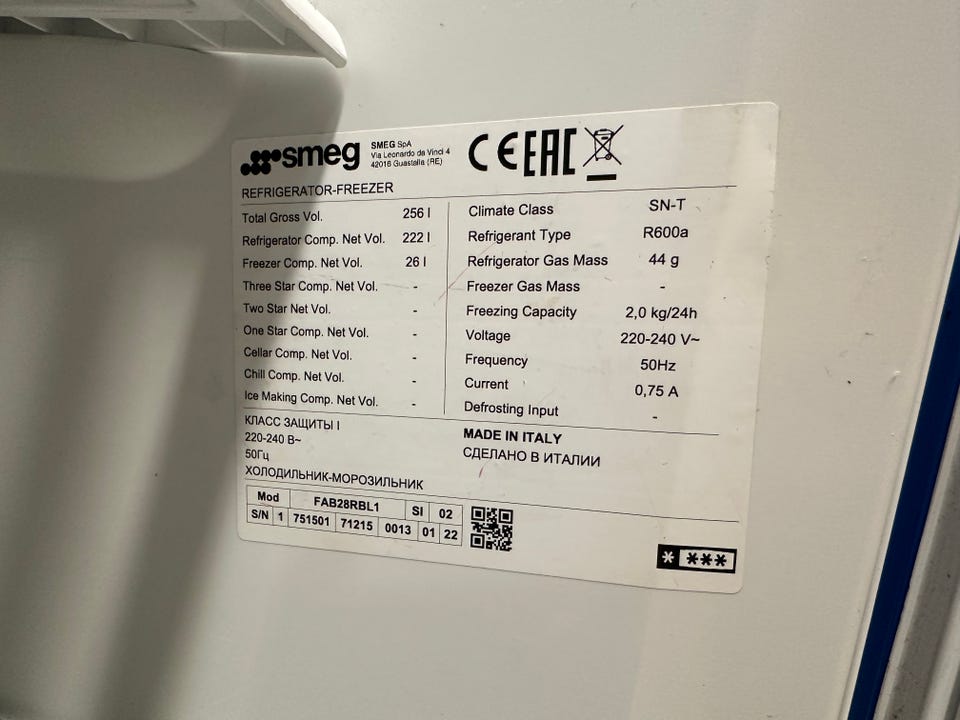 smeg
SMEG SpA
Via Leonardo da Vinci 4
42016 Guastalla (RE)
CE EAC
REFRIGERATOR-FREEZER
Total Gross Vol. 256 l
Refrigerator Comp. Net Vol. 222 l
Freezer Comp. Net Vol. 26 l
Three Star Comp. Net Vol. -
Two Star Net Vol. -
One Star Comp. Net Vol. -
Cellar Comp. Net Vol. -
Chill Comp. Net Vol. -
Ice Making Comp. Net Vol. -
Climate Class SN-T
Refrigerant Type R600a
Refrigerator Gas Mass 44 g
Freezer Gas Mass -
Freezing Capacity 2,0 kg/24h
Voltage 220-240 V~
Frequency 50Hz
Current 0,75 A
Defrosting Input -
КЛАСС ЗАЩИТЫ I
220-240 В~
50Гц
ХОЛОДИЛЬНИК-МОРОЗИЛЬНИК
MADE IN ITALY
СДЕЛАНО В ИТАЛИИ
Mod FAB28RBL1 SI 02
S/N 1 751501 71215 0013 01 22
* ***